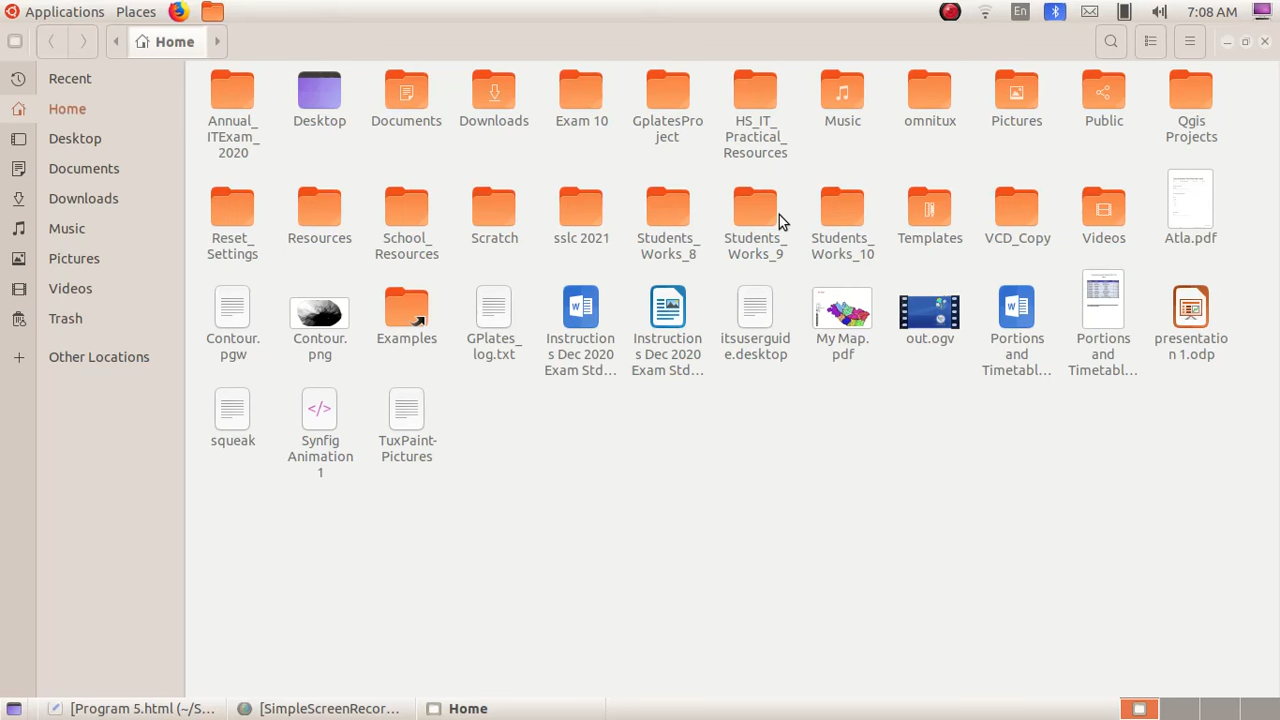 Applications Places En 7:08 AM
Home
Recent
Home
Desktop
Documents
Downloads
Music
Pictures
Videos
Trash
Other Locations
Annual_
ITExam_
2020
Desktop
Documents
Downloads
Exam 10
GplatesPro
ject
HS_IT_
Practical_
Resources
Music
omnitux
Pictures
Public
Qgis
Projects
Reset_
Settings
Resources
School_
Resources
Scratch
sslc 2021
Students_
Works_8
Students_
Works_9
Students_
Works_10
Templates
VCD_Copy
Videos
Atla.pdf
Contour.
pgw
Contour.
png
Examples
GPlates_
log.txt
Instruction
s Dec 2020
Exam Std...
Instruction
s Dec 2020
Exam Std...
itsusergui
de.desktop
My Map.
pdf
out.ogv
Portions
and
Timetabl...
Portions
and
Timetabl...
presentatio
n 1.odp
squeak
Synfig
Animation
1
TuxPaint-
Pictures
[Program 5.html (~/S... [SimpleScreenRecor... Home